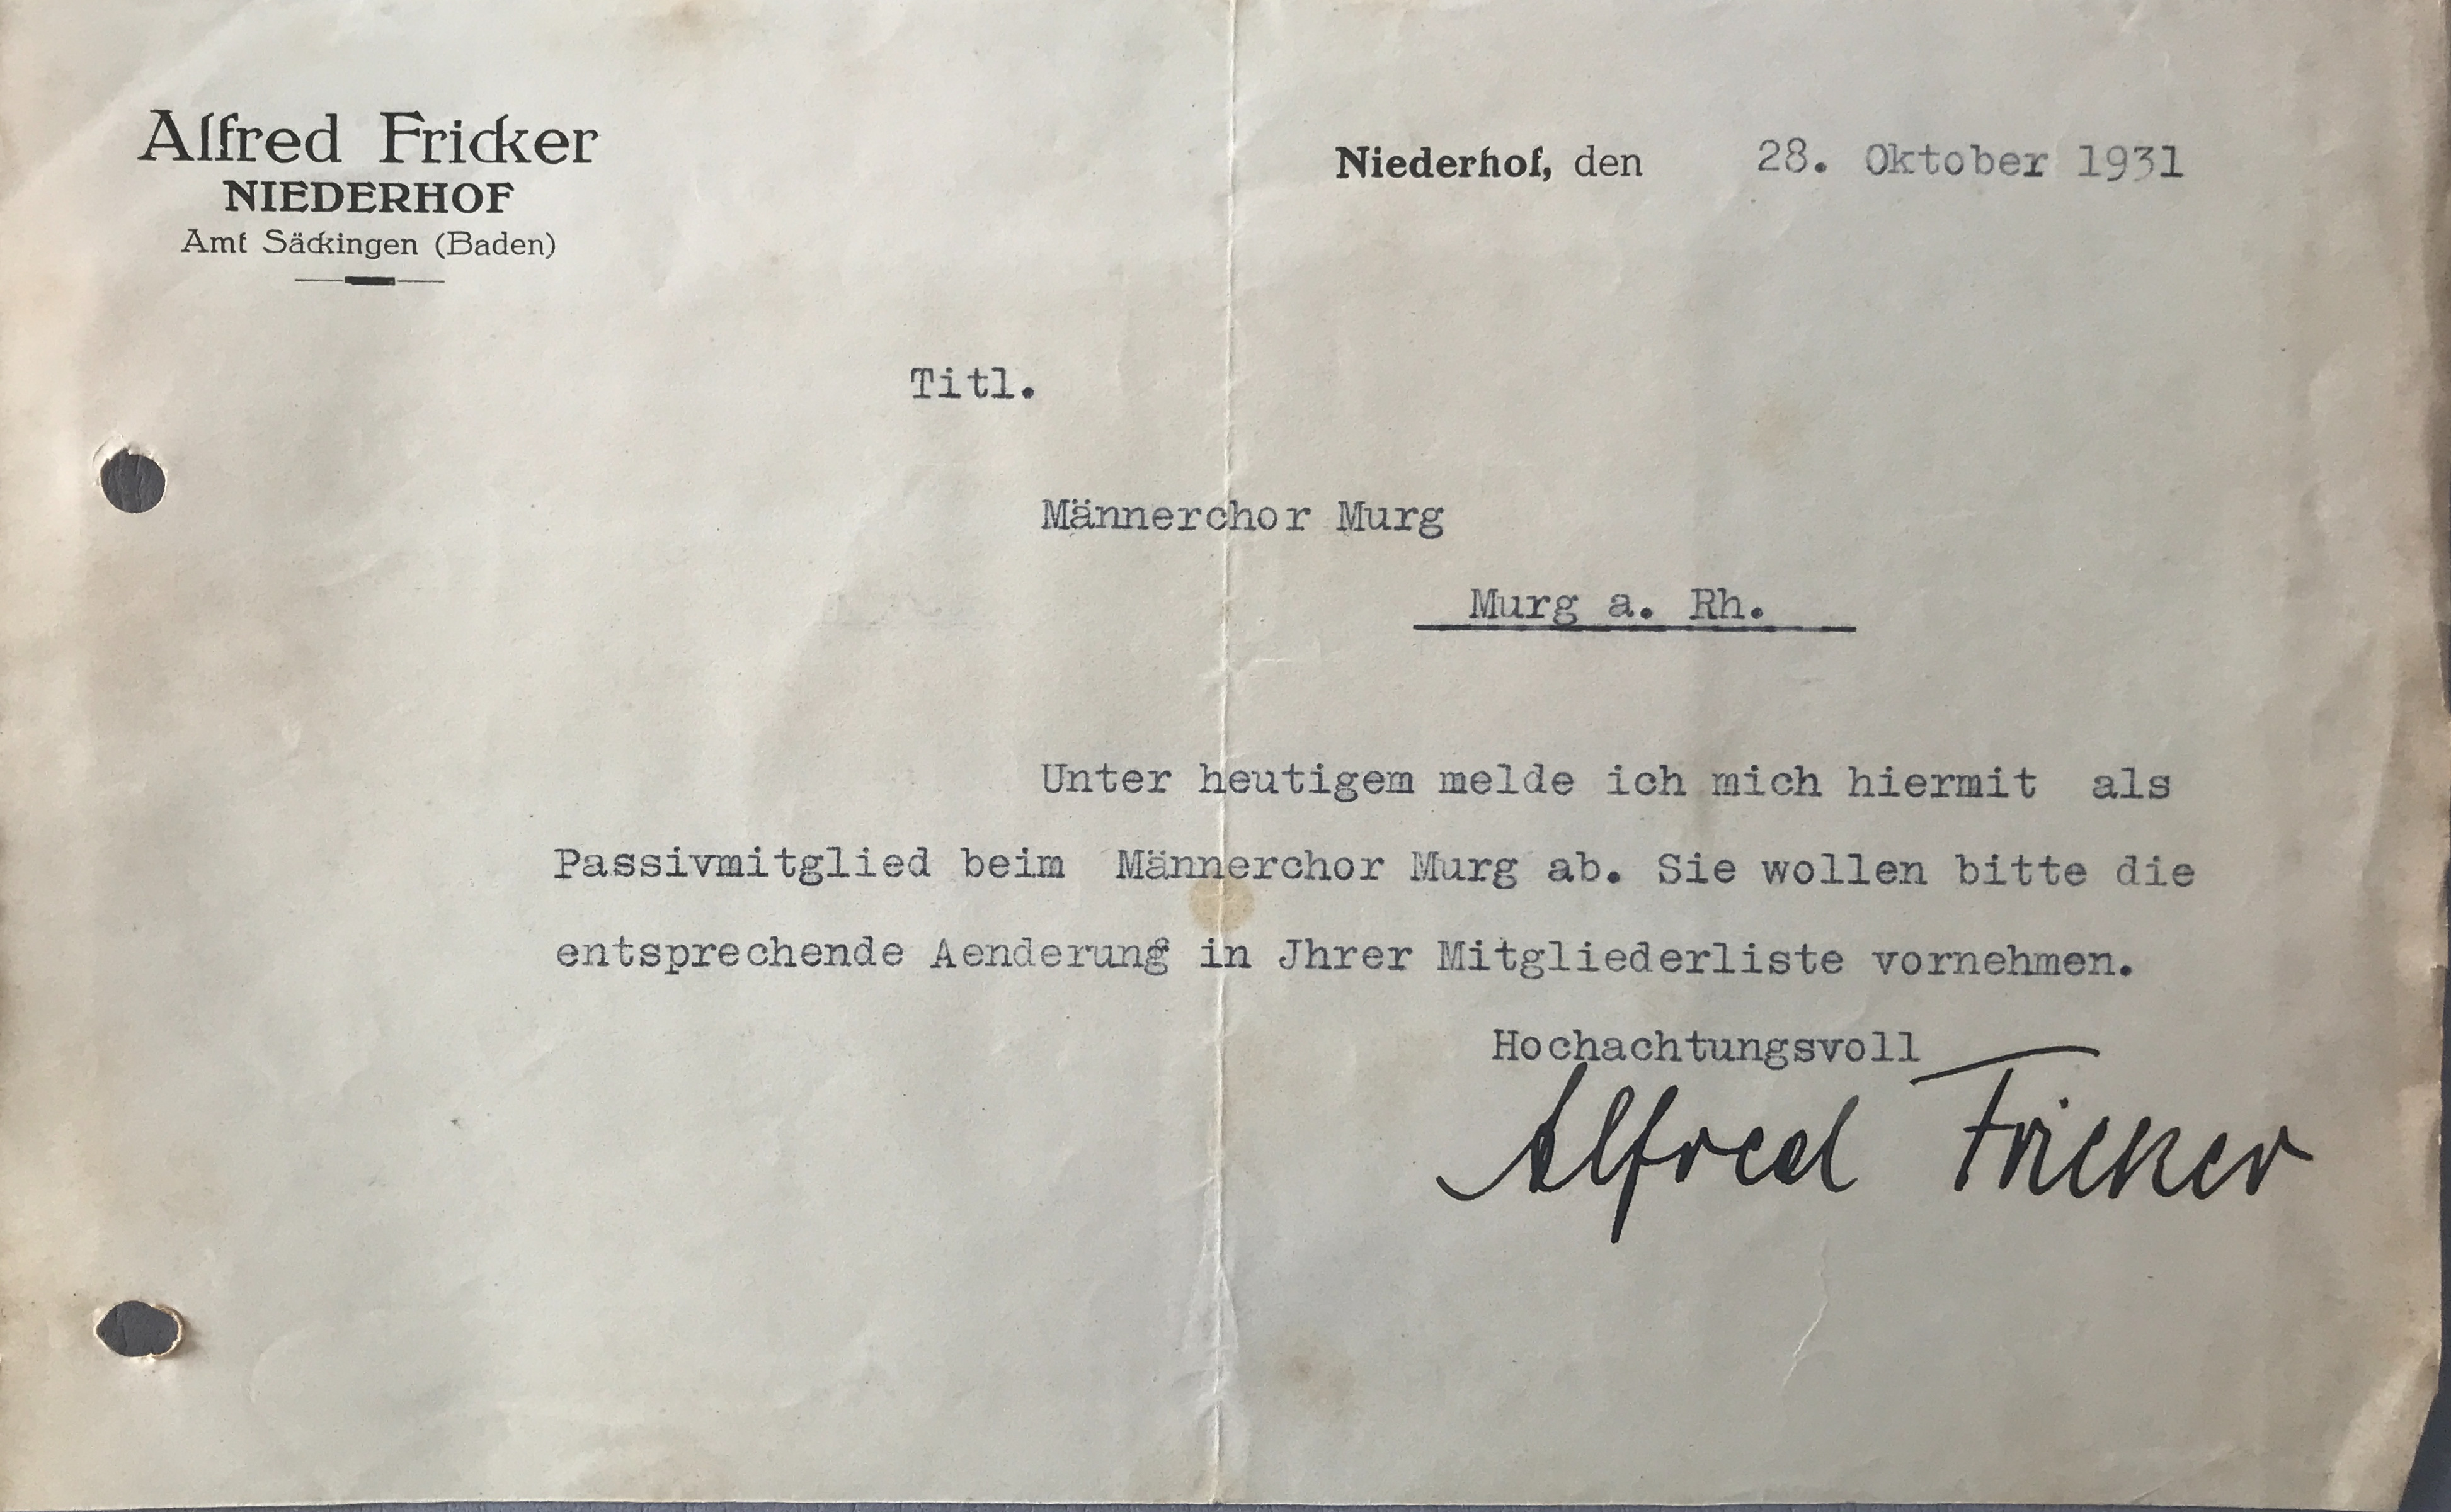 Alfred Fricker
NIEDERHOF
Amt Säckingen (Baden)
Niederhof, den 28. Oktober 1931
Titl.
Männerchor Murg
Murg a. Rh.
Unter heutigem melde ich mich hiermit als
Passivmitglied beim Männerchor Murg ab. Sie wollen bitte die
entsprechende Aenderung in Jhrer Mitgliederliste vornehmen.
Hochachtungsvoll
Alfred Fricker